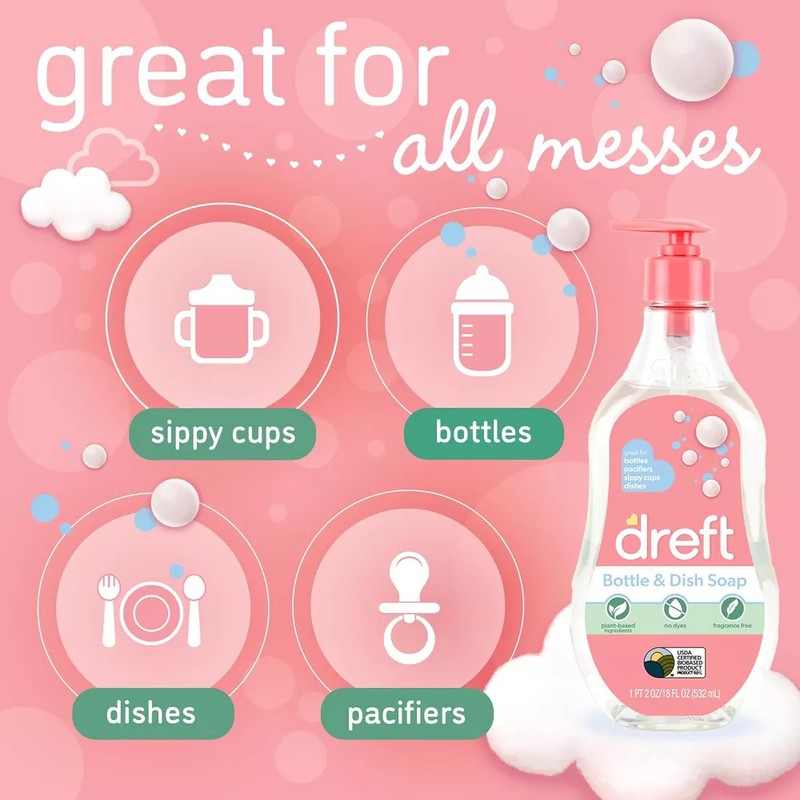 great for
all messes
sippy cups
bottles
dishes
pacifiers
great for
bottles
pacifiers
sippy cups
dishes
dreft
Bottle & Dish Soap
plant-based
ingredients
no dyes
fragrance free
USDA
CERTIFIED
BIOBASED
PRODUCT
PRODUCT 90%
1 PT 2 OZ/18 FL OZ (532 mL)